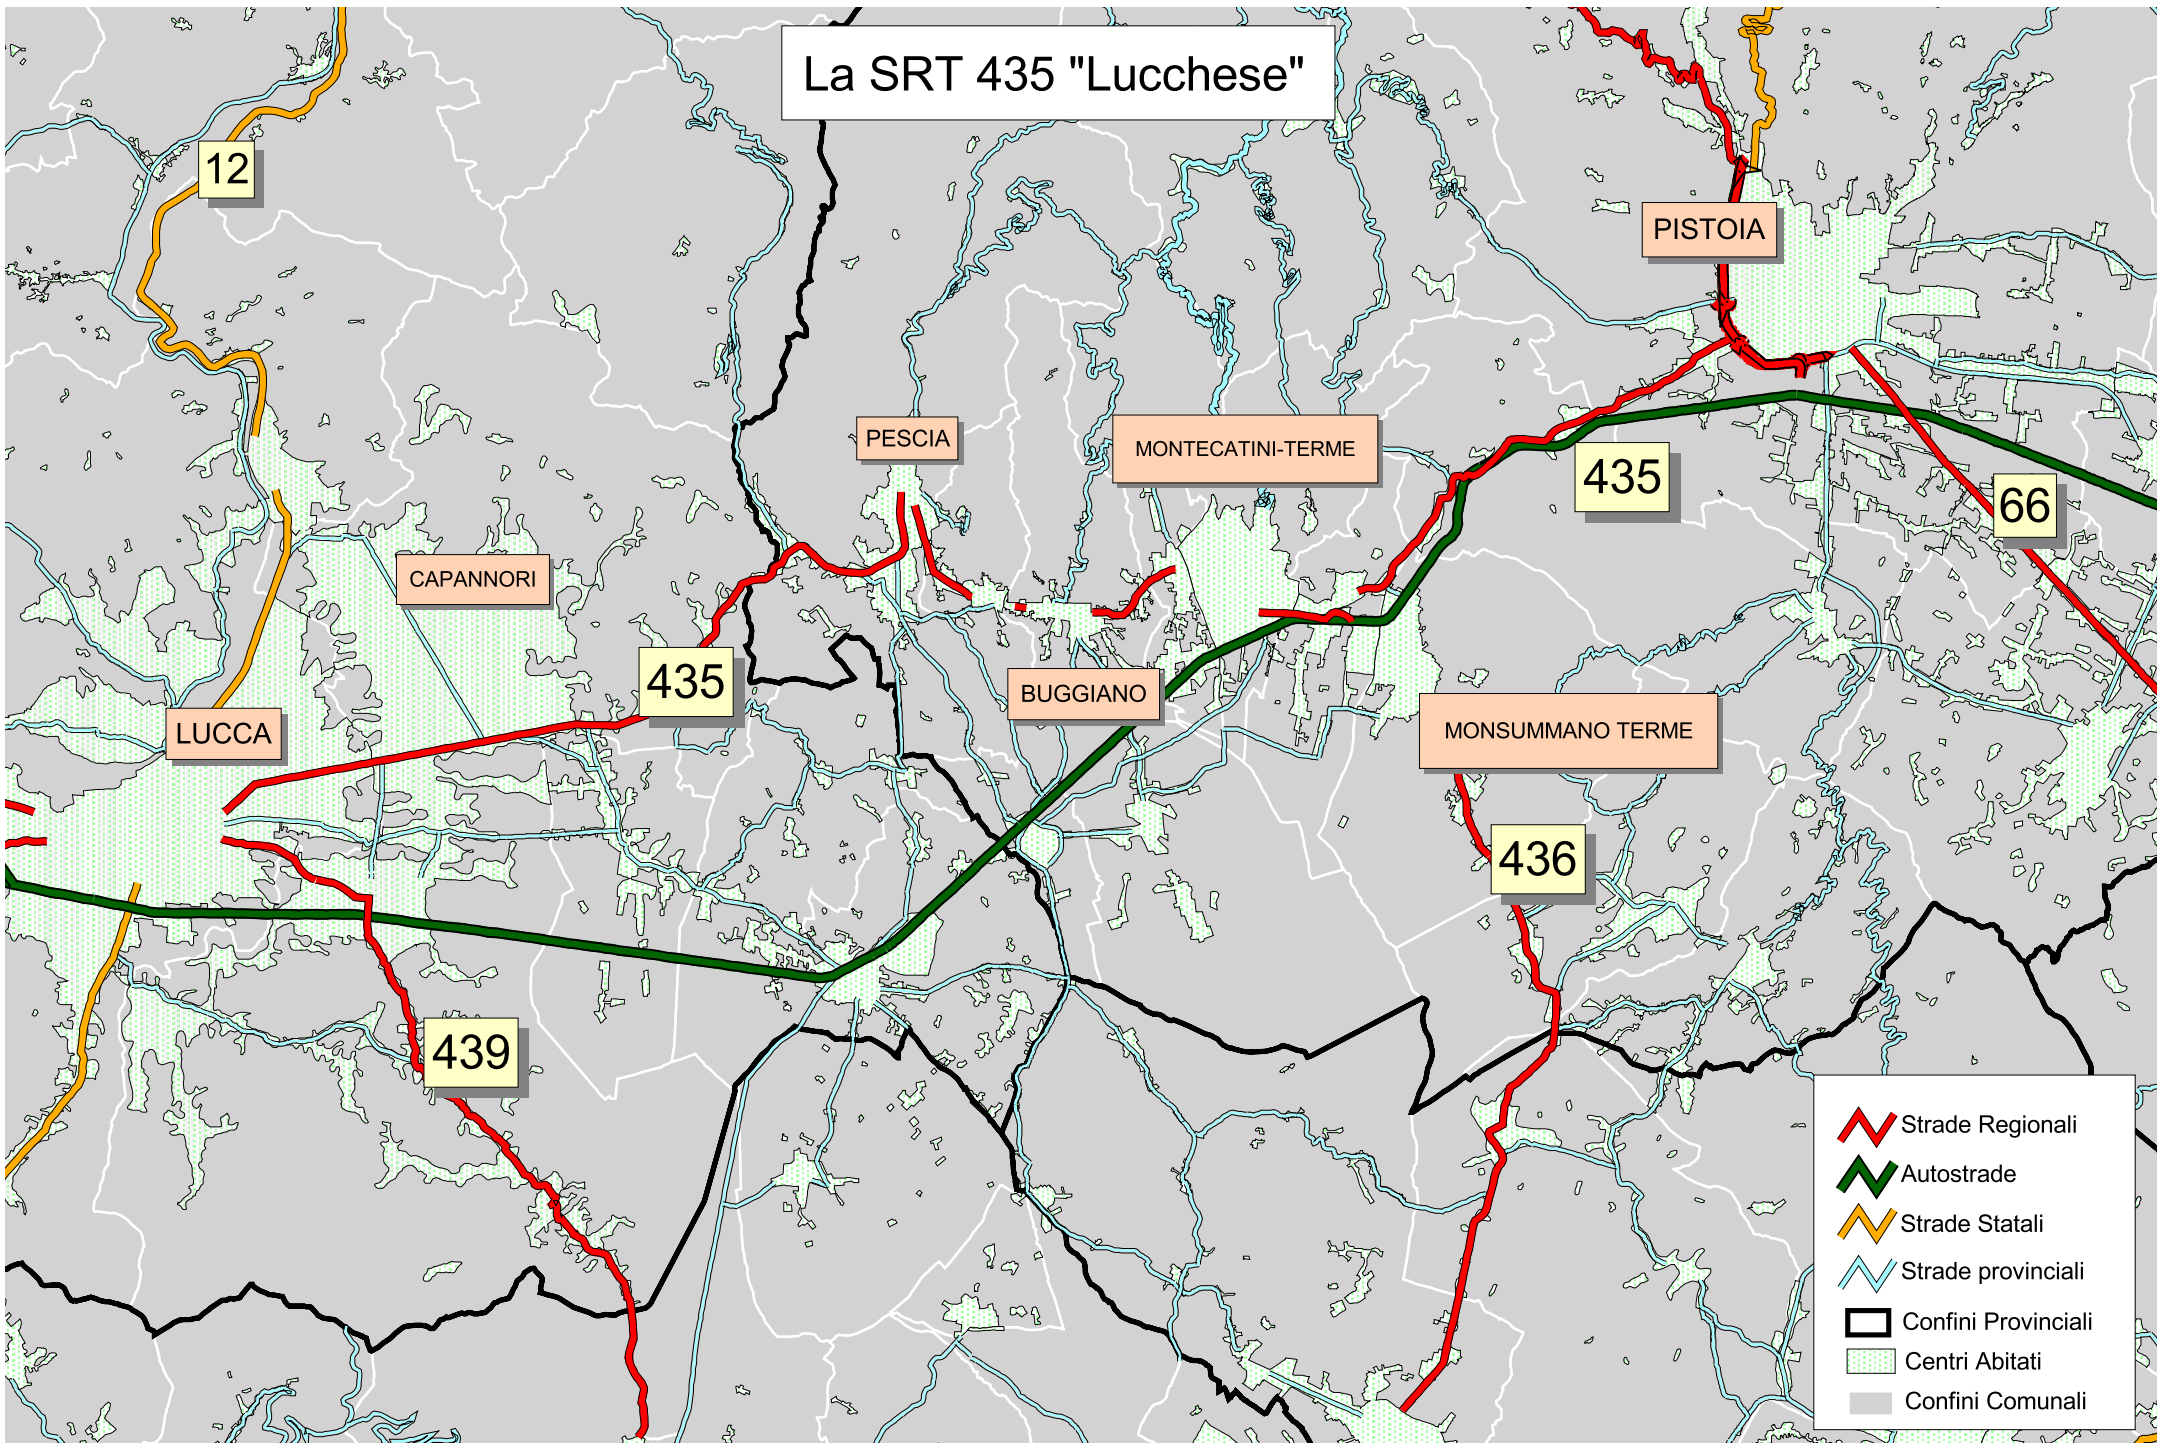 La SRT 435 "Lucchese"
12
PISTOIA
PESCIA
MONTECATINI-TERME
435
66
CAPANNORI
435
BUGGIANO
LUCCA
MONSUMMANO TERME
436
439
Strade Regionali
Autostrade
Strade Statali
Strade provinciali
Confini Provinciali
Centri Abitati
Confini Comunali